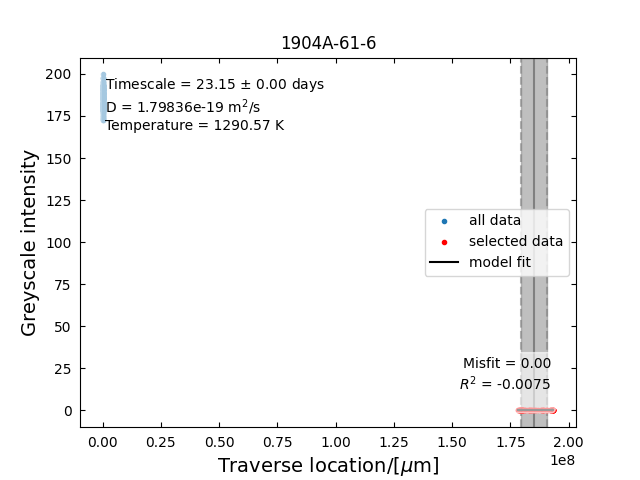 1904A-61-6
Timescale = 23.15 ± 0.00 days
D = 1.79836e-19 m²/s
Temperature = 1290.57 K
Greyscale intensity
200
175
150
125
100
75
50
25
0
all data
selected data
model fit
Misfit = 0.00
R² = -0.0075
0.00 0.25 0.50 0.75 1.00 1.25 1.50 1.75 2.00
1e8
Traverse location/[μm]